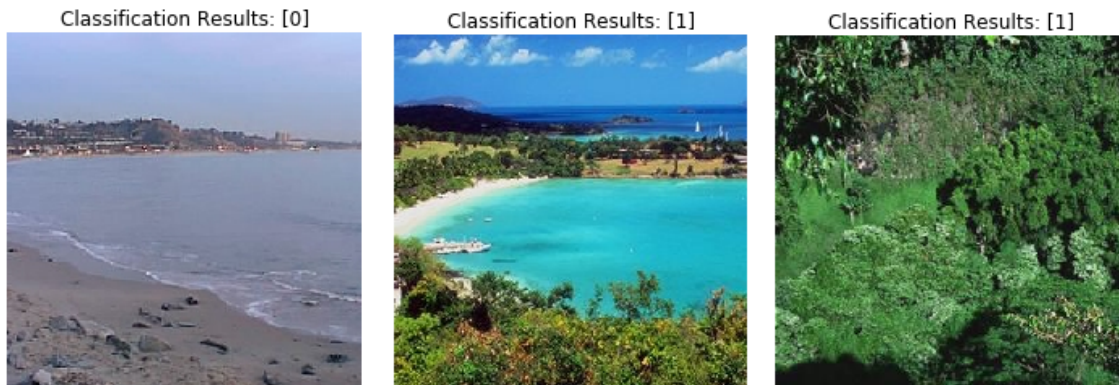 Classification Results: [0]
Classification Results: [1]
Classification Results: [1]